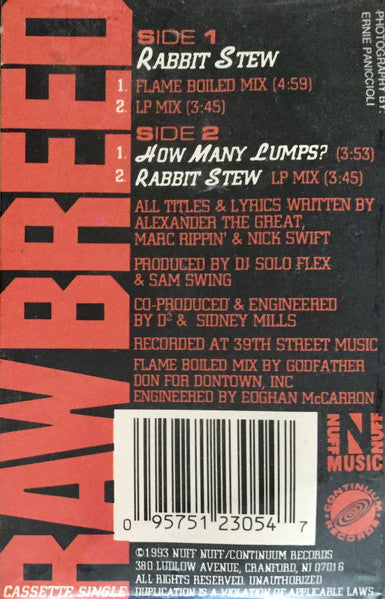 RAW BREED
SIDE 1
RABBIT STEW
1. FLAME BOILED MIX (4:59)
2. LP MIX (3:45)
SIDE 2
1. HOW MANY LUMPS? (3:53)
2. RABBIT STEW LP MIX (3:45)
ALL TITLES & LYRICS WRITTEN BY
ALEXANDER THE GREAT,
MARC RIPPIN' & NICK SWIFT
PRODUCED BY DJ SOLO FLEX
& SAM SWING
CO-PRODUCED & ENGINEERED
BY D² & SIDNEY MILLS
RECORDED AT 39TH STREET MUSIC
FLAME BOILED MIX BY GODFATHER
DON FOR DONTOWN, INC
ENGINEERED BY EOGHAN McCARRON
PHOTOGRAPHY BY:
ERNIE PANICCIOLI
0 95751 23054 7
NUFF N NUFF
MUSIC
CONTINUUM
RECORDS
©1993 NUFF NUFF/CONTINUUM RECORDS
380 LUDLOW AVENUE, CRANFORD, NJ 07016
ALL RIGHTS RESERVED. UNAUTHORIZED
CASSETTE SINGLE DUPLICATION IS A VIOLATION OF APPLICABLE LAWS